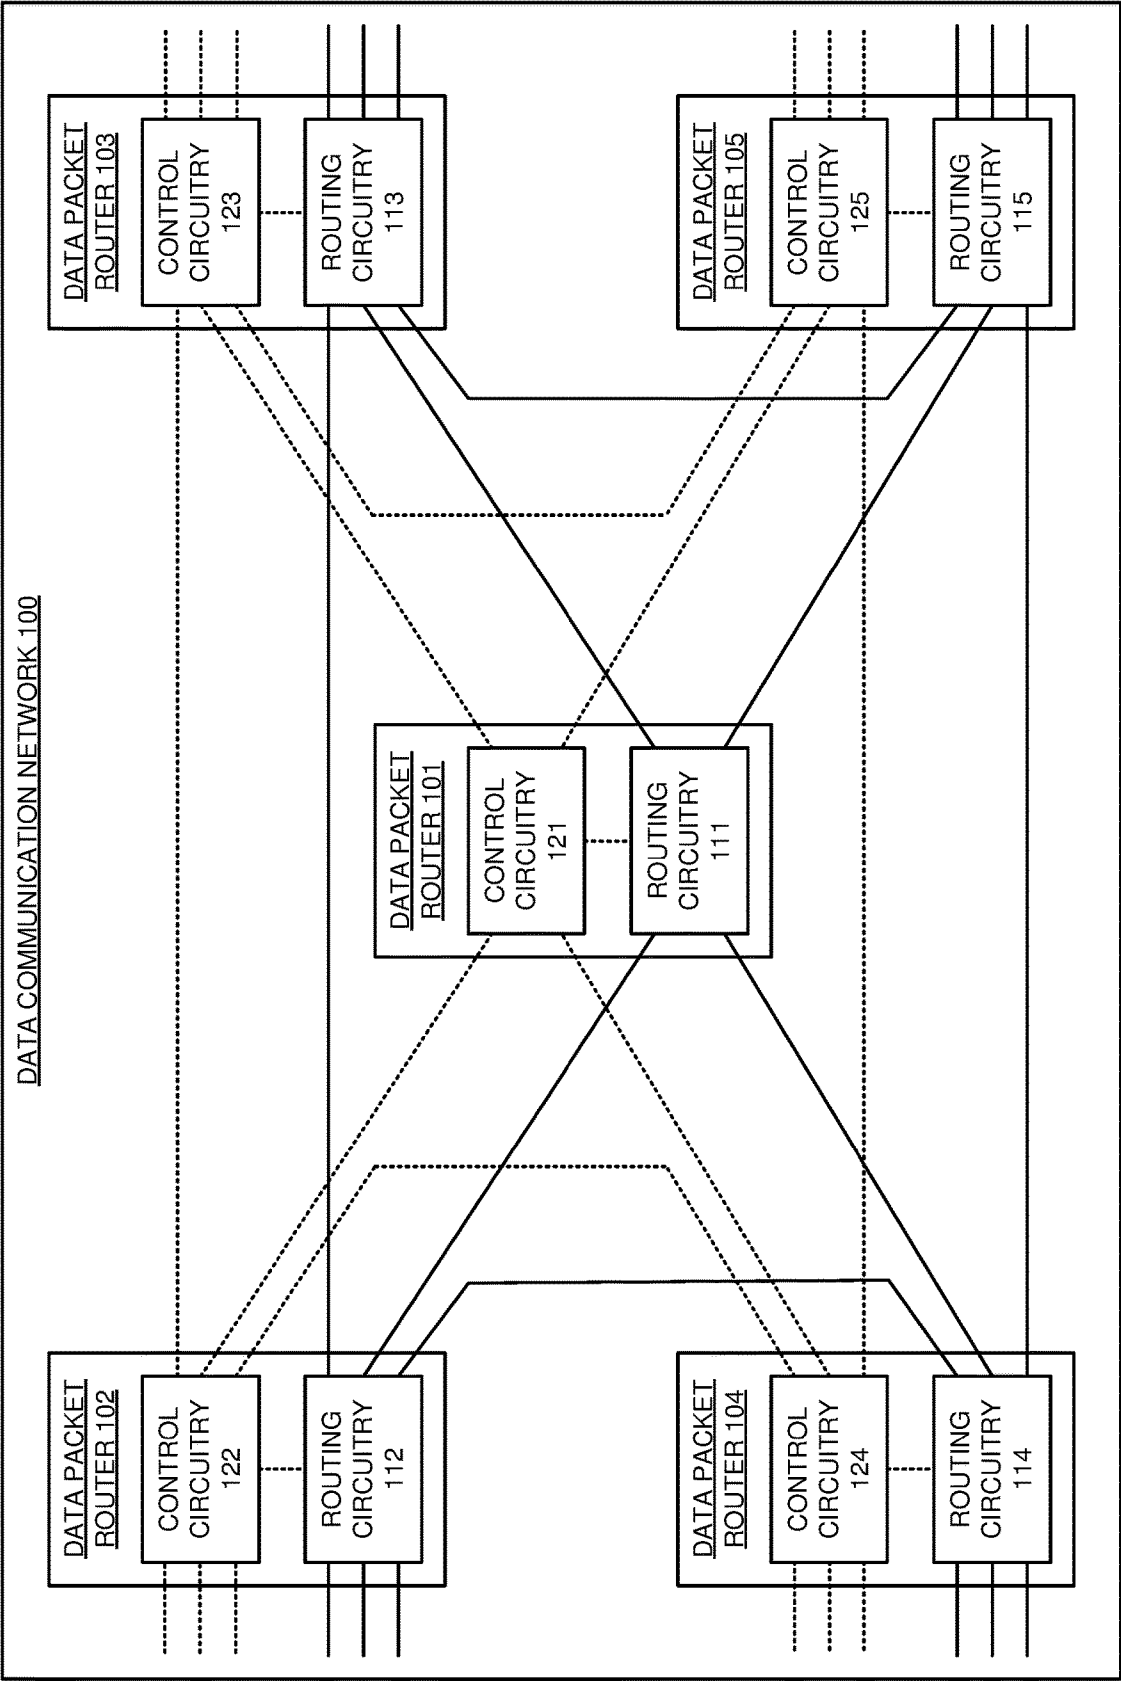 DATA COMMUNICATION NETWORK 100
DATA PACKET
ROUTER 102
CONTROL
CIRCUITRY
122
ROUTING
CIRCUITRY
112
DATA PACKET
ROUTER 103
CONTROL
CIRCUITRY
123
ROUTING
CIRCUITRY
113
DATA PACKET
ROUTER 101
CONTROL
CIRCUITRY
121
ROUTING
CIRCUITRY
111
DATA PACKET
ROUTER 104
CONTROL
CIRCUITRY
124
ROUTING
CIRCUITRY
114
DATA PACKET
ROUTER 105
CONTROL
CIRCUITRY
125
ROUTING
CIRCUITRY
115